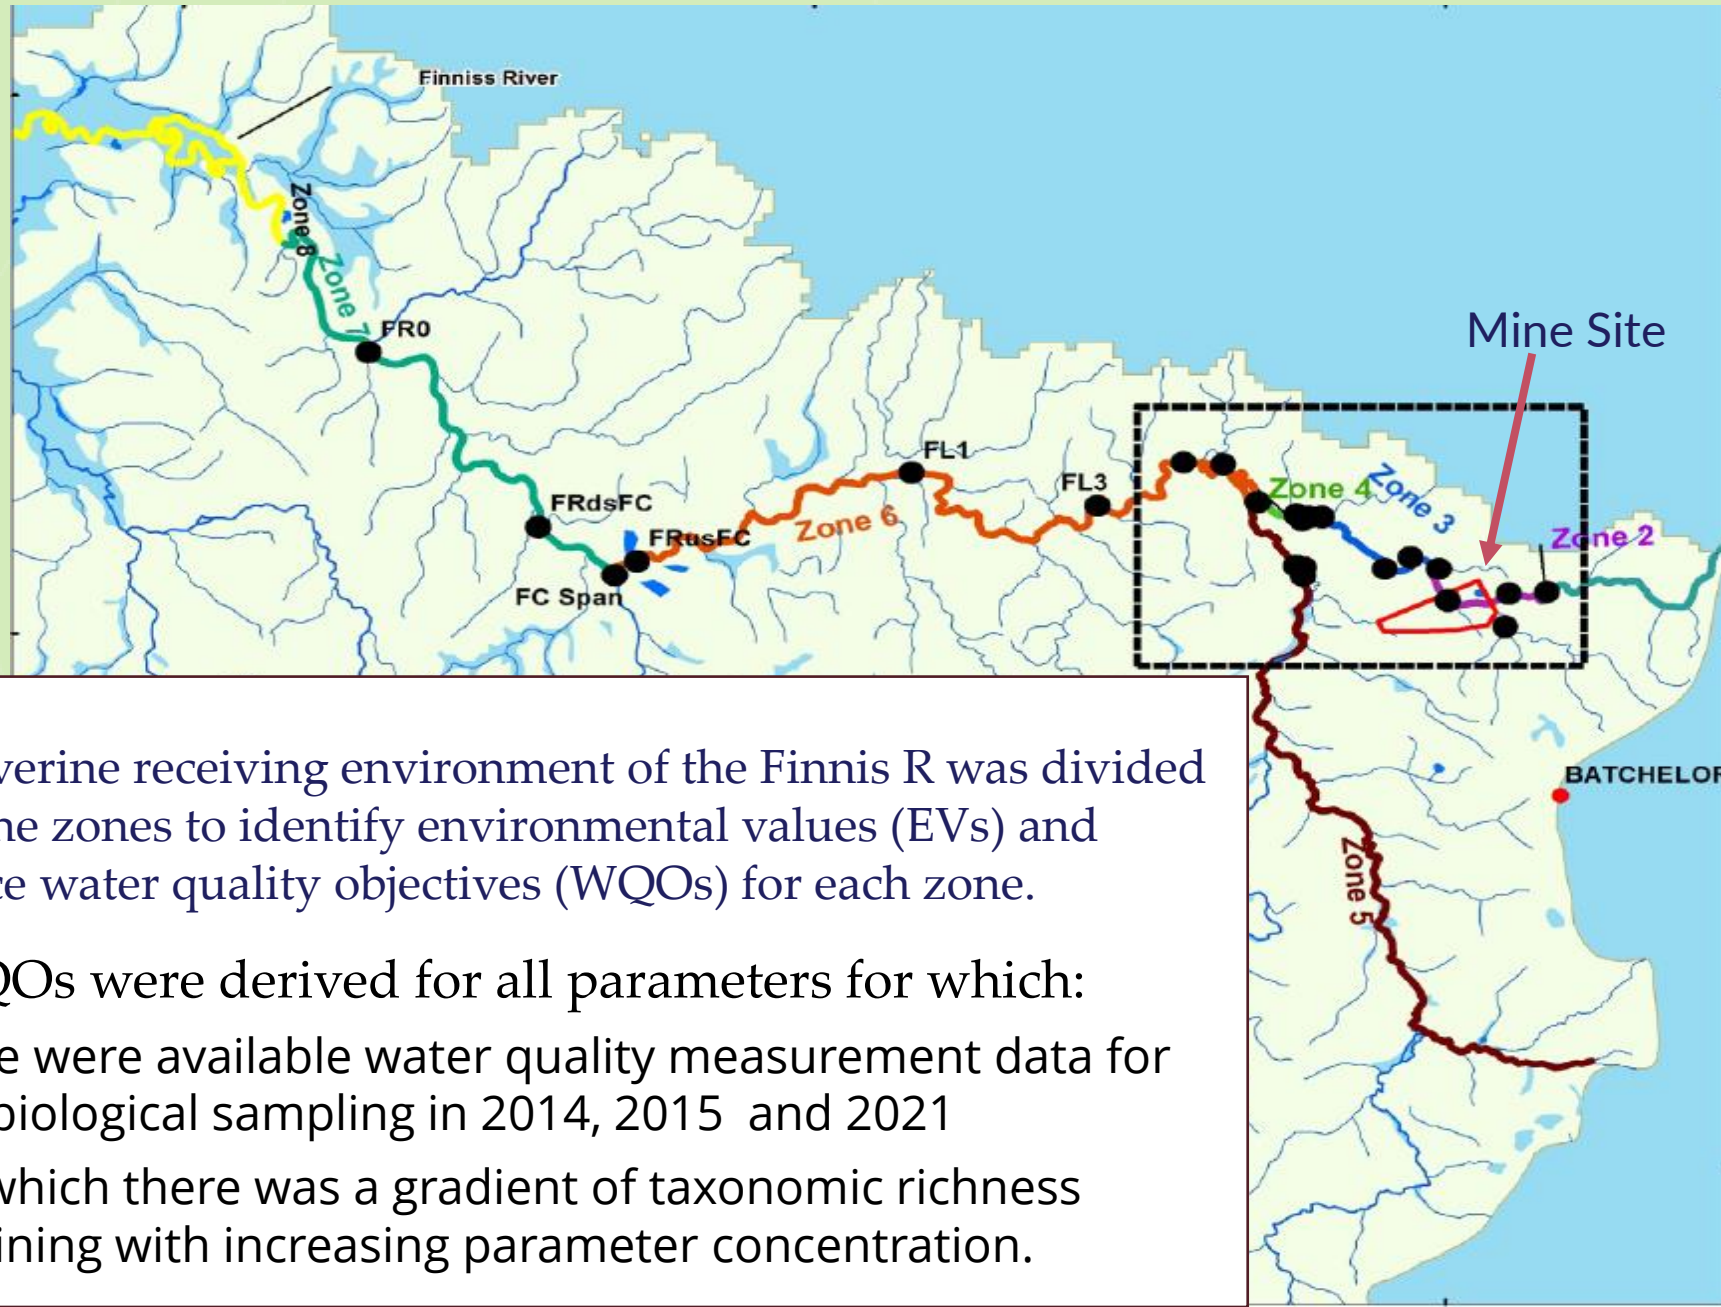 Finniss River
Zone 8
Zone 7
FR0
Mine Site
FL1
FL3
Zone 4
Zone 3
FRdsFC
Zone 6
FRusFC
Zone 2
FC Span
verine receiving environment of the Finnis R was divided
ne zones to identify environmental values (EVs) and
ce water quality objectives (WQOs) for each zone.
BATCHELOR
Zone 5
QOs were derived for all parameters for which:
e were available water quality measurement data for
biological sampling in 2014, 2015 and 2021
which there was a gradient of taxonomic richness
ining with increasing parameter concentration.